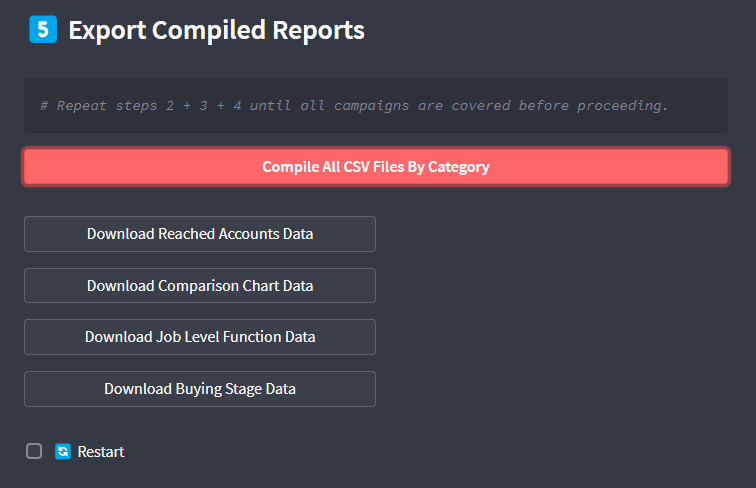 5 Export Compiled Reports
# Repeat steps 2 + 3 + 4 until all campaigns are covered before proceeding.
Compile All CSV Files By Category
Download Reached Accounts Data
Download Comparison Chart Data
Download Job Level Function Data
Download Buying Stage Data
Restart